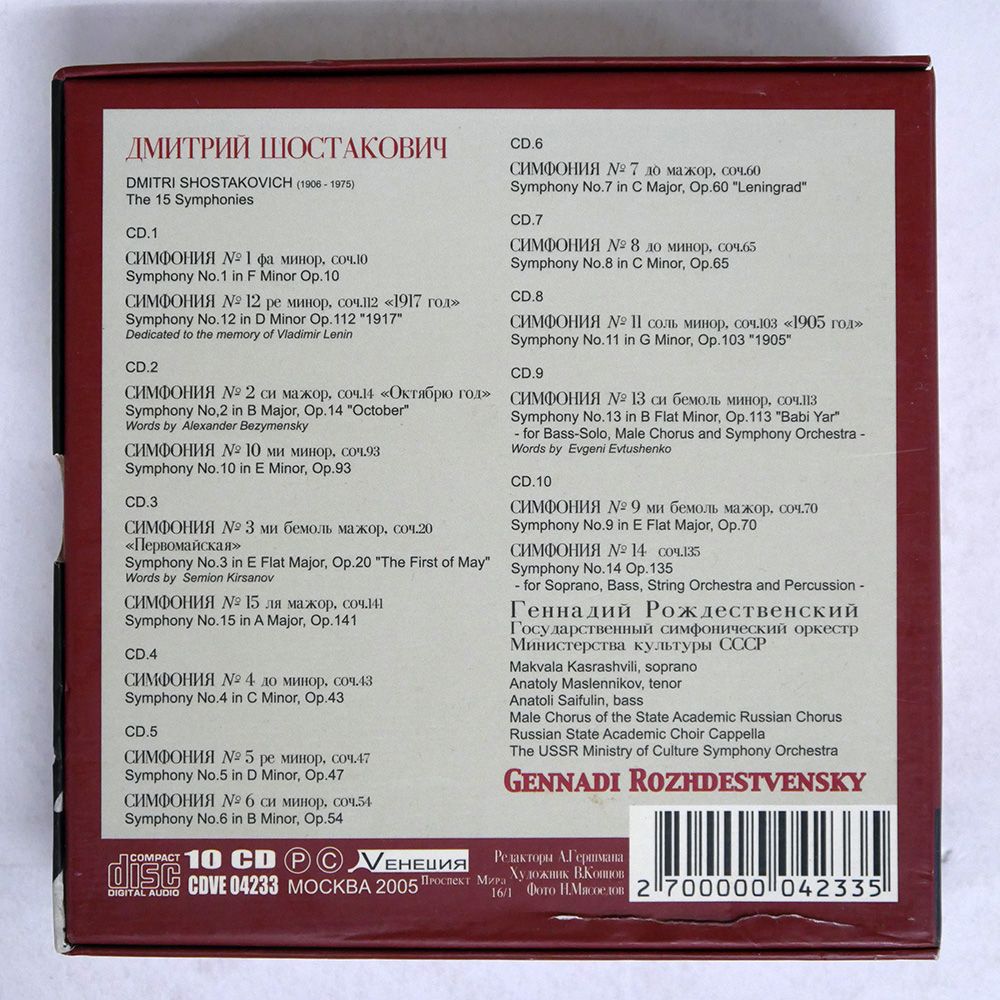 ДМИТРИЙ ШОСТАКОВИЧ
DMITRI SHOSTAKOVICH (1906 - 1975)
The 15 Symphonies
CD.1
СИМФОНИЯ № 1 фа минор, соч.10
Symphony No.1 in F Minor Op.10
СИМФОНИЯ № 12 ре минор, соч.112 «1917 год»
Symphony No.12 in D Minor Op.112 "1917"
Dedicated to the memory of Vladimir Lenin
CD.2
СИМФОНИЯ № 2 си мажор, соч.14 «Октябрю год»
Symphony No,2 in B Major, Op.14 "October"
Words by Alexander Bezymensky
СИМФОНИЯ № 10 ми минор, соч.93
Symphony No.10 in E Minor, Op.93
CD.3
СИМФОНИЯ № 3 ми бемоль мажор, соч.20
«Первомайская»
Symphony No.3 in E Flat Major, Op.20 "The First of May"
Words by Semion Kirsanov
СИМФОНИЯ № 15 ля мажор, соч.141
Symphony No.15 in A Major, Op.141
CD.4
СИМФОНИЯ № 4 до минор, соч.43
Symphony No.4 in C Minor, Op.43
CD.5
СИМФОНИЯ № 5 ре минор, соч.47
Symphony No.5 in D Minor, Op.47
СИМФОНИЯ № 6 си минор, соч.54
Symphony No.6 in B Minor, Op.54
CD.6
СИМФОНИЯ № 7 до мажор, соч.60
Symphony No.7 in C Major, Op.60 "Leningrad"
CD.7
СИМФОНИЯ № 8 до минор, соч.65
Symphony No.8 in C Minor, Op.65
CD.8
СИМФОНИЯ № 11 соль минор, соч.103 «1905 год»
Symphony No.11 in G Minor, Op.103 "1905"
CD.9
СИМФОНИЯ № 13 си бемоль минор, соч.113
Symphony No.13 in B Flat Minor, Op.113 "Babi Yar"
- for Bass-Solo, Male Chorus and Symphony Orchestra -
Words by Evgeni Evtushenko
CD.10
СИМФОНИЯ № 9 ми бемоль мажор, соч.70
Symphony No.9 in E Flat Major, Op.70
СИМФОНИЯ № 14 соч.135
Symphony No.14 Op.135
- for Soprano, Bass, String Orchestra and Percussion -
Геннадий Рождественский
Государственный симфонический оркестр
Министерства культуры СССР
Makvala Kasrashvili, soprano
Anatoly Maslennikov, tenor
Anatoli Saifulin, bass
Male Chorus of the State Academic Russian Chorus
Russian State Academic Choir Cappella
The USSR Ministry of Culture Symphony Orchestra
GENNADI ROZHDESTVENSKY
COMPACT disc DIGITAL AUDIO
10 CD Ⓟ Ⓒ VЕНЕЦИЯ
CDVE 04233 МОСКВА 2005 Проспект Мира 16/1
Редакторы А.Гершмана
Художник В.Копнов
Фото Н.Мясоедов
2 700000 042335